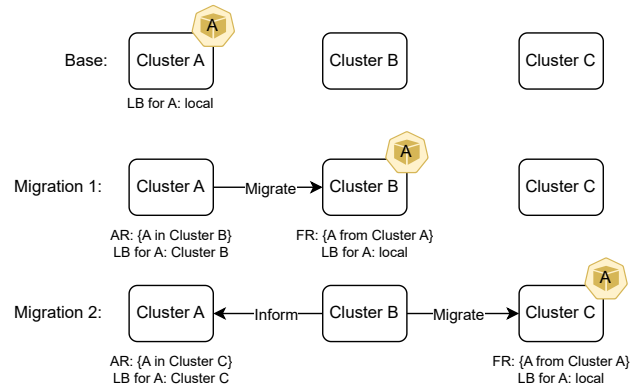 A
Base:
Cluster A
Cluster B
Cluster C
LB for A: local
A
Migration 1:
Cluster A
Migrate
Cluster B
Cluster C
AR: {A in Cluster B}
LB for A: Cluster B
FR: {A from Cluster A}
LB for A: local
A
Migration 2:
Cluster A
Inform
Cluster B
Migrate
Cluster C
AR: {A in Cluster C}
LB for A: Cluster C
FR: {A from Cluster A}
LB for A: local